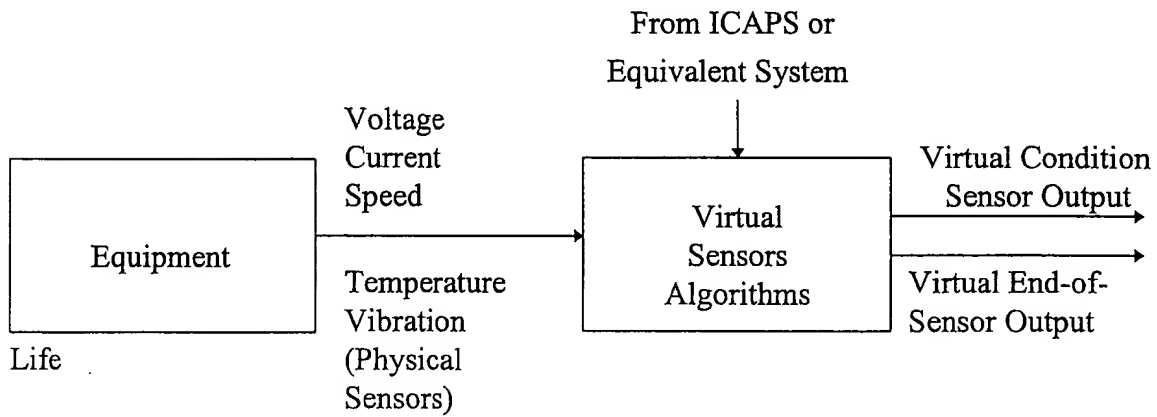 From ICAPS or
Equivalent System
Voltage
Current
Speed
Equipment
Temperature
Vibration
(Physical
Sensors)
Life
Virtual
Sensors
Algorithms
Virtual Condition
Sensor Output
Virtual End-of-
Sensor Output